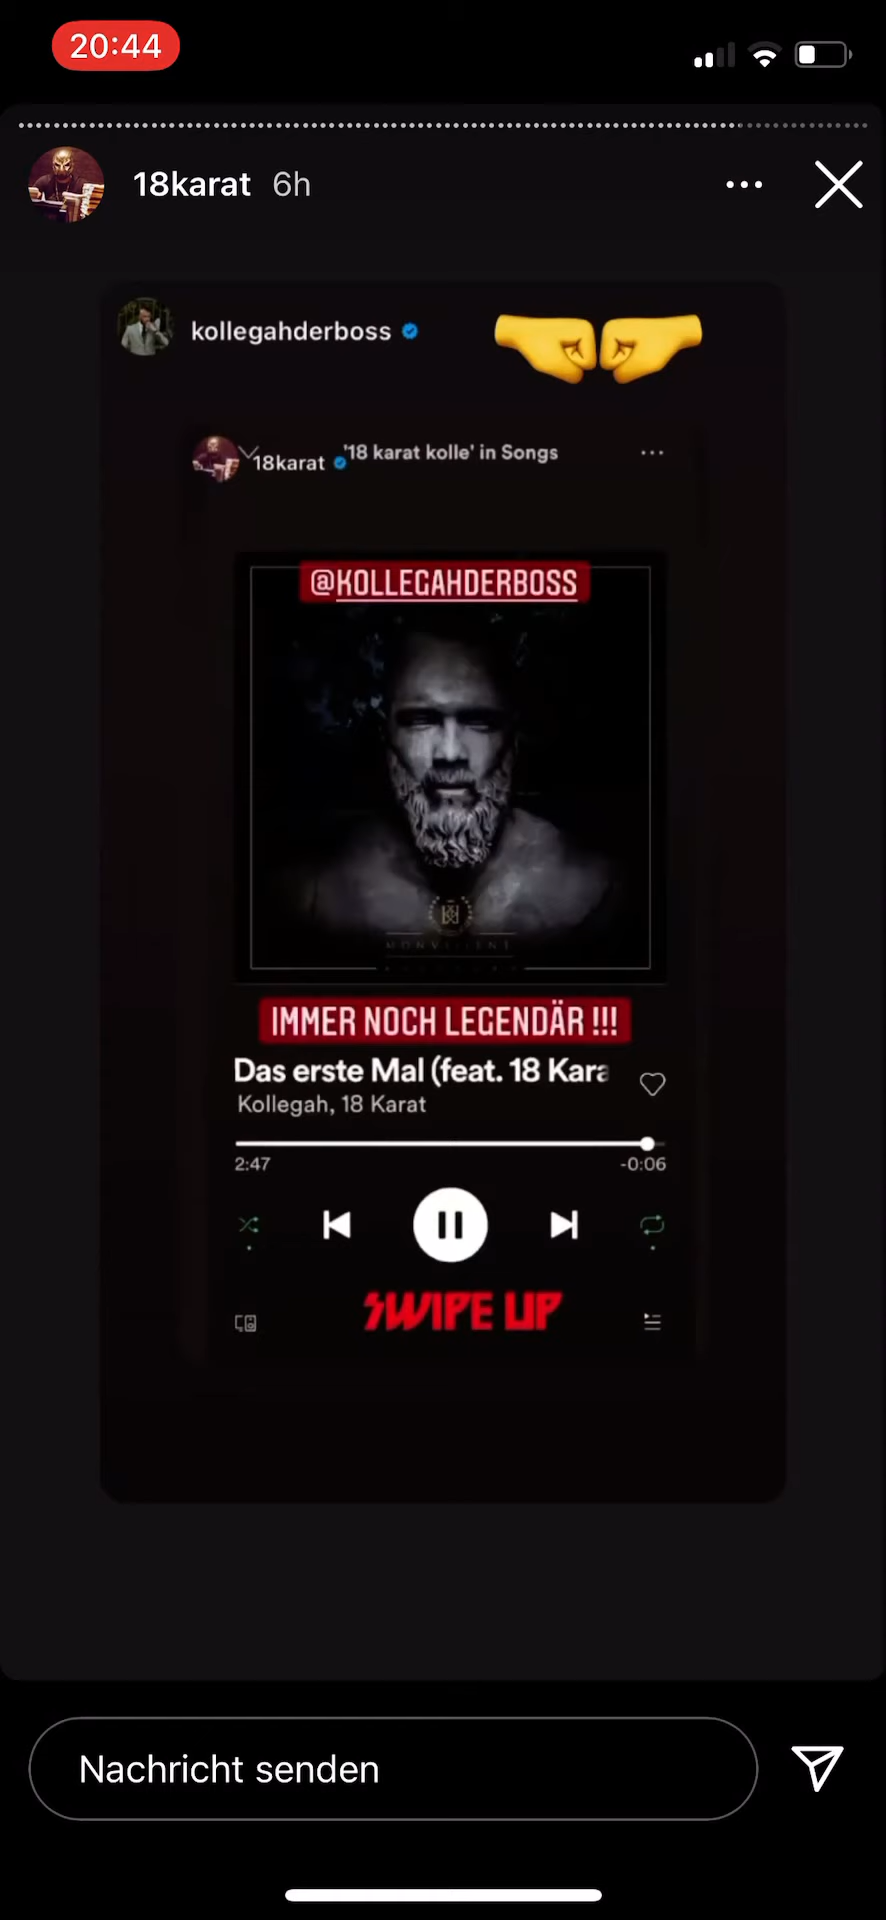 20:44
18karat 6h
kollegahderboss
18karat
'18 karat kolle' in Songs
@KOLLEGAHDERBOSS
IMMER NOCH LEGENDÄR !!!
Das erste Mal (feat. 18 Kara
Kollegah, 18 Karat
2:47
-0:06
SWIPE UP
Nachricht senden